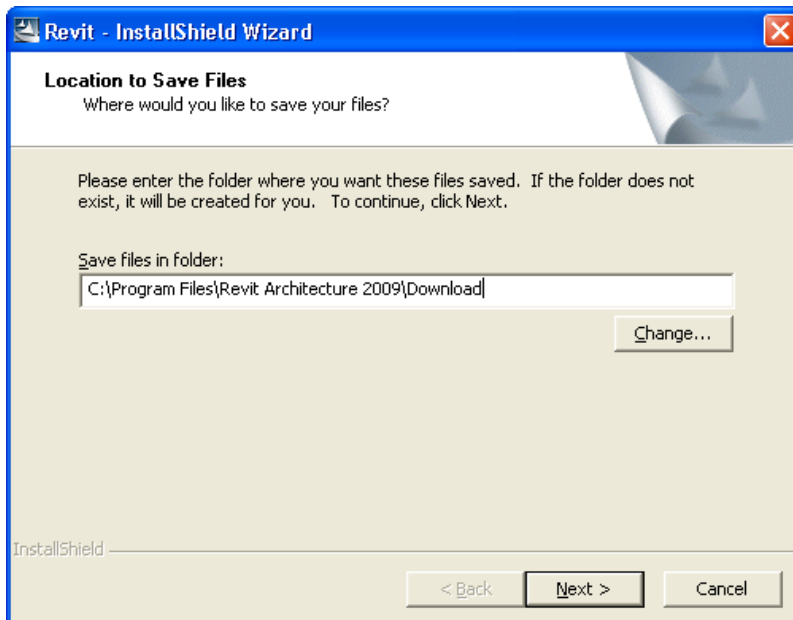 Revit - InstallShield Wizard
Location to Save Files
Where would you like to save your files?
Please enter the folder where you want these files saved.  If the folder does not
exist, it will be created for you.   To continue, click Next.
Save files in folder:
C:\Program Files\Revit Architecture 2009\Download
Change...
InstallShield
< Back
Next >
Cancel